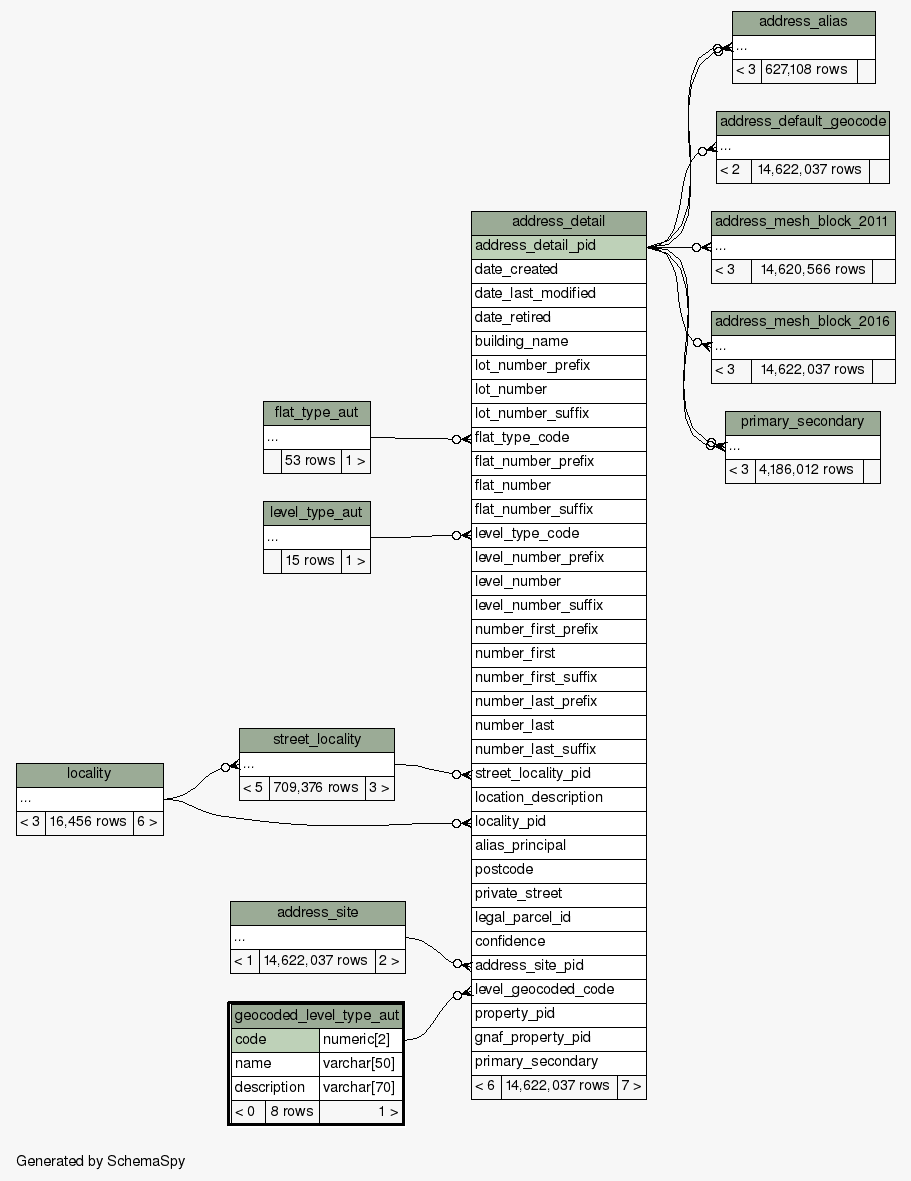 address_alias
...
< 3 627,108 rows
address_default_geocode
...
< 2 14,622,037 rows
address_mesh_block_2011
...
< 3 14,620,566 rows
address_mesh_block_2016
...
< 3 14,622,037 rows
primary_secondary
...
< 3 4,186,012 rows
address_detail
address_detail_pid
date_created
date_last_modified
date_retired
building_name
lot_number_prefix
lot_number
lot_number_suffix
flat_type_code
flat_number_prefix
flat_number
flat_number_suffix
level_type_code
level_number_prefix
level_number
level_number_suffix
number_first_prefix
number_first
number_first_suffix
number_last_prefix
number_last
number_last_suffix
street_locality_pid
location_description
locality_pid
alias_principal
postcode
private_street
legal_parcel_id
confidence
address_site_pid
level_geocoded_code
property_pid
gnaf_property_pid
primary_secondary
< 6 14,622,037 rows 7 >
flat_type_aut
...
53 rows 1 >
level_type_aut
...
15 rows 1 >
street_locality
...
< 5 709,376 rows 3 >
locality
...
< 3 16,456 rows 6 >
address_site
...
< 1 14,622,037 rows 2 >
geocoded_level_type_aut
code numeric[2]
name varchar[50]
description varchar[70]
< 0 8 rows 1 >
Generated by SchemaSpy